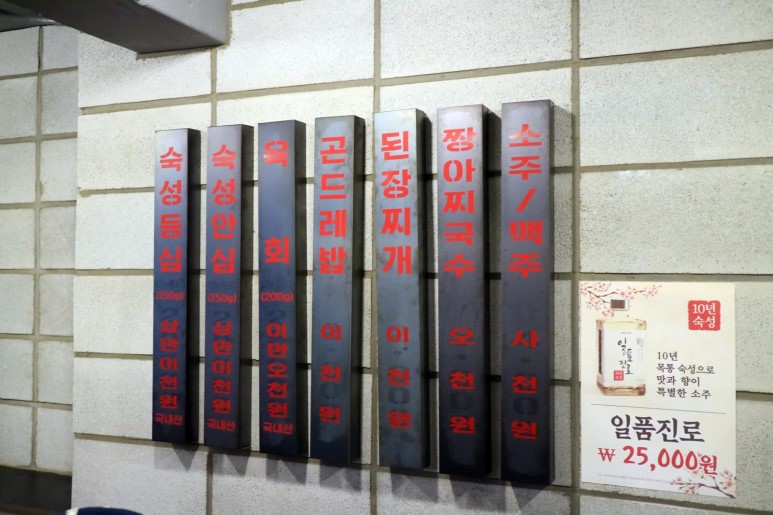 숙성등심
(150g)
삼만이천원
국내산
숙성안심
(150g)
삼만이천원
국내산
육회
(200g)
이만오천원
국내산
곤드레밥
이.천원
된장찌개
이.천원
짱아찌국수
오.천원
소주/맥주
사.천원
10년
숙성
일품진로
10년
목통 숙성으로
맛과 향이
특별한 소주
일품진로
₩ 25,000원